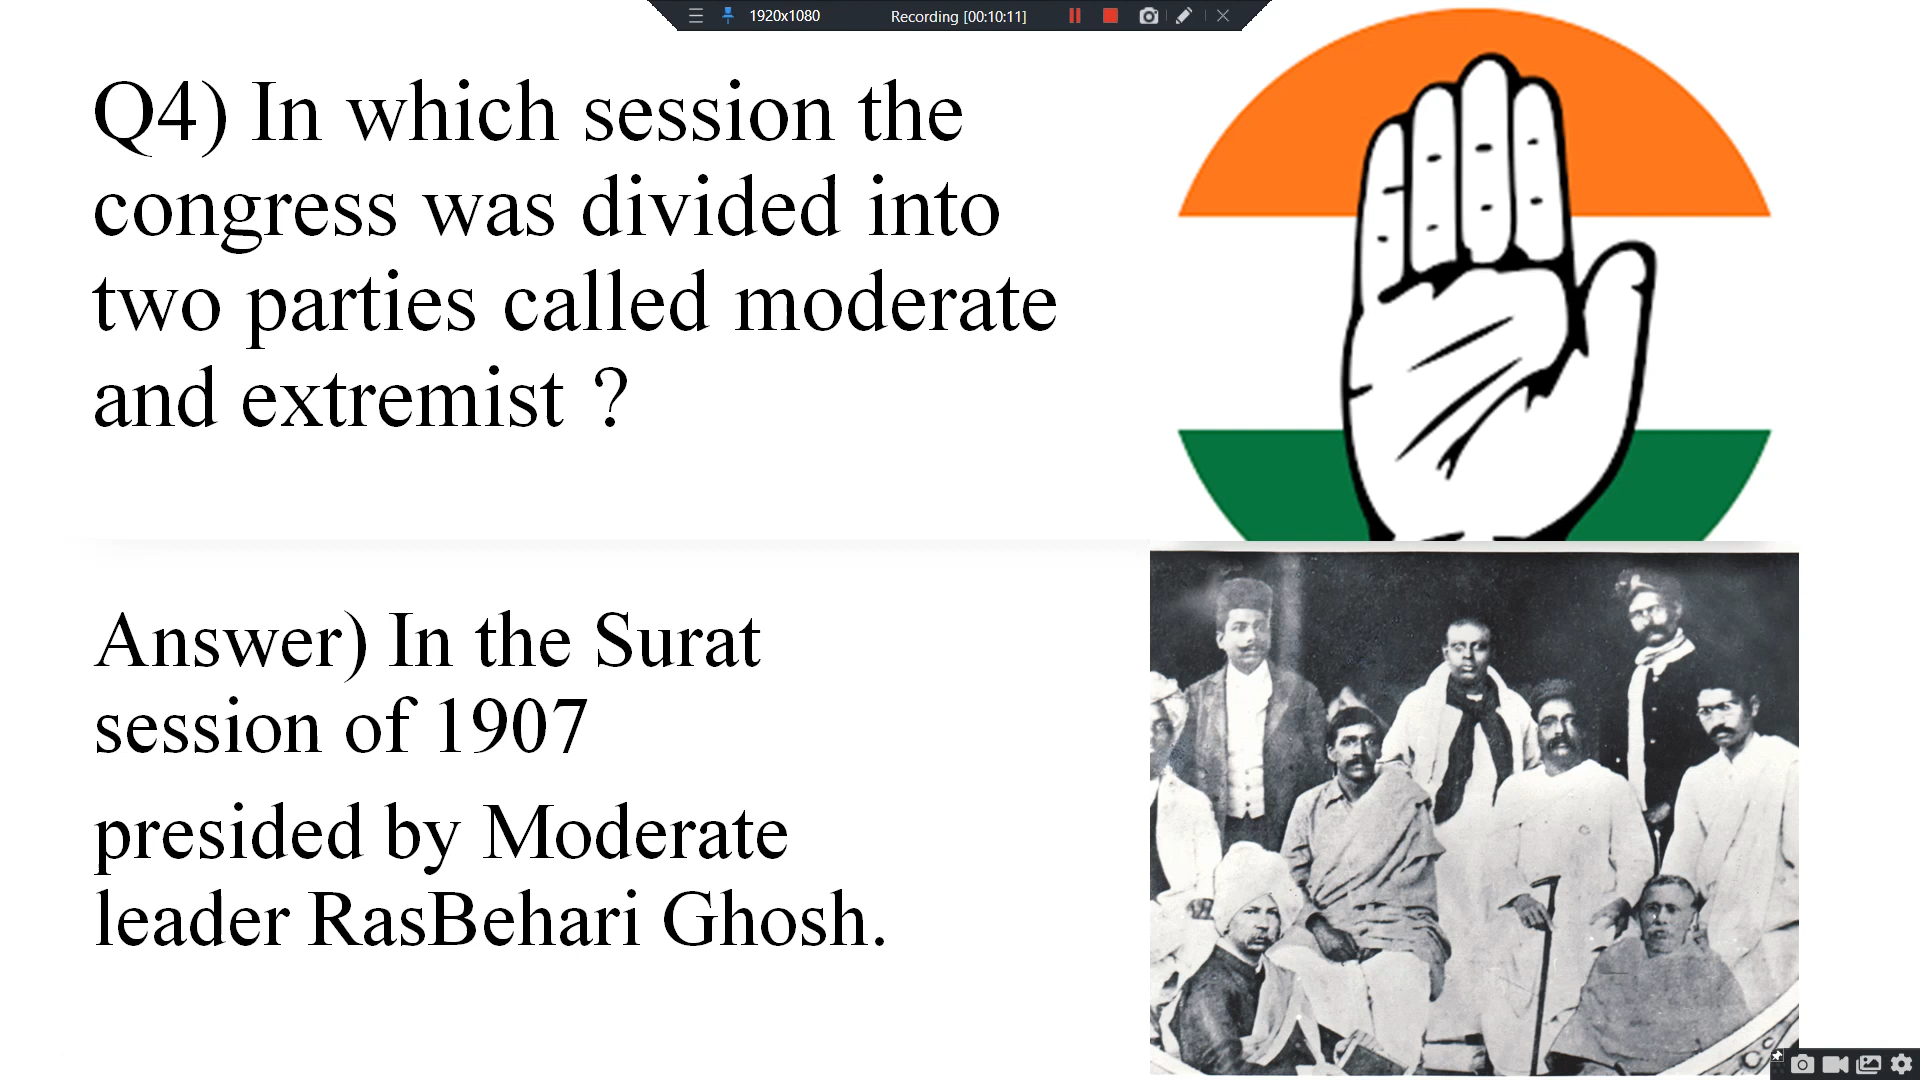 1920x1080 Recording [00:10:11]
Q4) In which session the
congress was divided into
two parties called moderate
and extremist ?
Answer) In the Surat
session of 1907
presided by Moderate
leader RasBehari Ghosh.